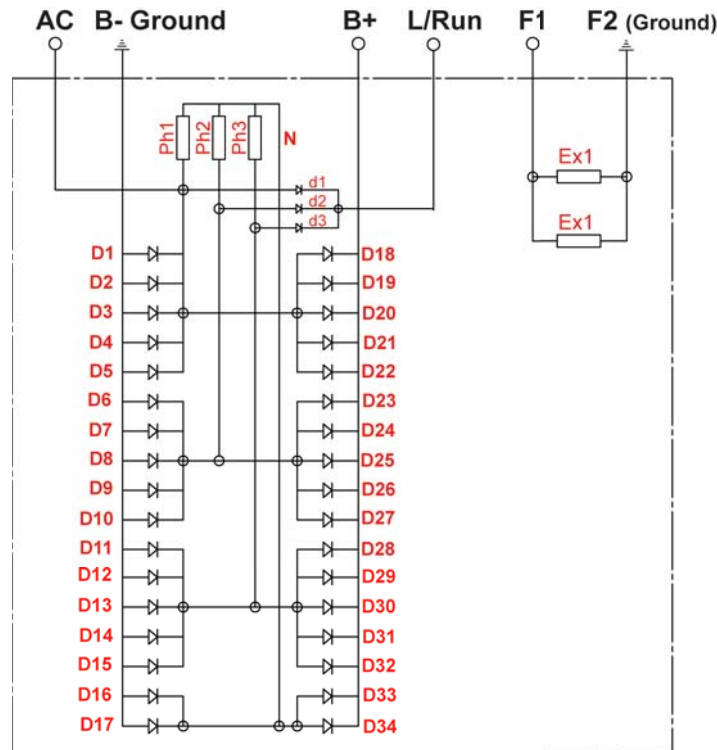 AC B- Ground B+ L/Run F1 F2 (Ground)
Ph1 Ph2 Ph3 N
Ex1
d1
d2
d3
Ex1
D1 D18
D2 D19
D3 D20
D4 D21
D5 D22
D6 D23
D7 D24
D8 D25
D9 D26
D10 D27
D11 D28
D12 D29
D13 D30
D14 D31
D15 D32
D16 D33
D17 D34